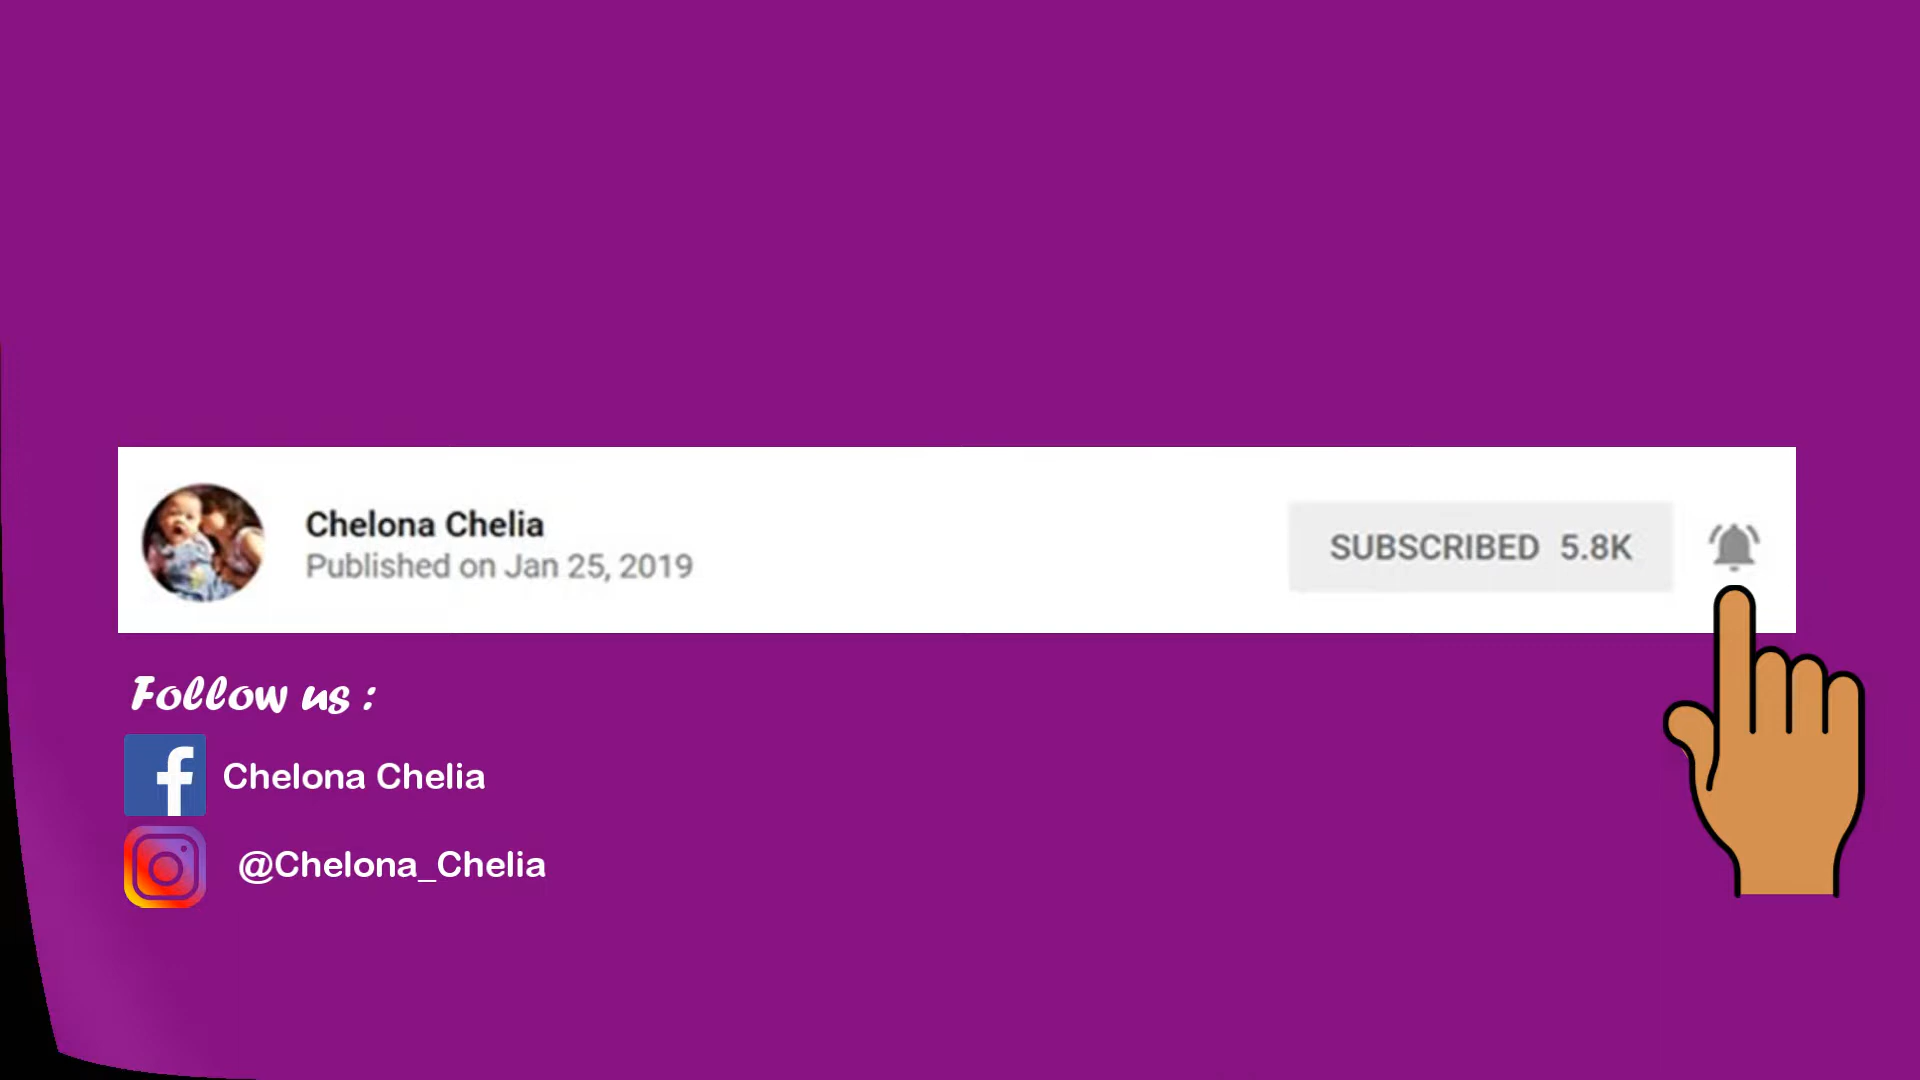 Chelona Chelia
Published on Jan 25, 2019
SUBSCRIBED 5.8K
Follow us :
Chelona Chelia
@Chelona_Chelia